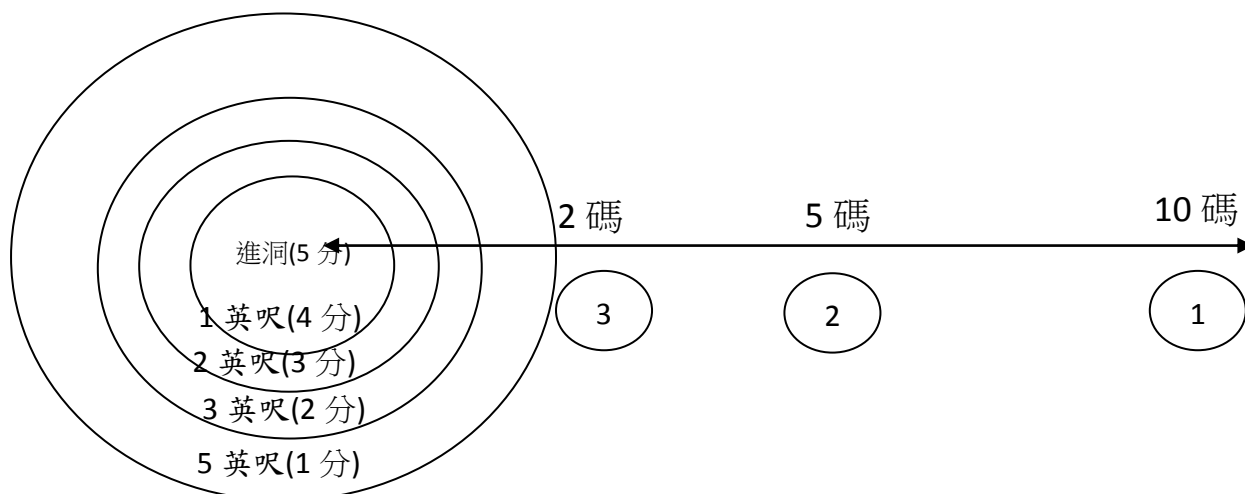 2 碼
5 碼
10 碼
進洞(5 分)
3
2
1
1 英呎(4 分)
2 英呎(3 分)
3 英呎(2 分)
5 英呎(1 分)